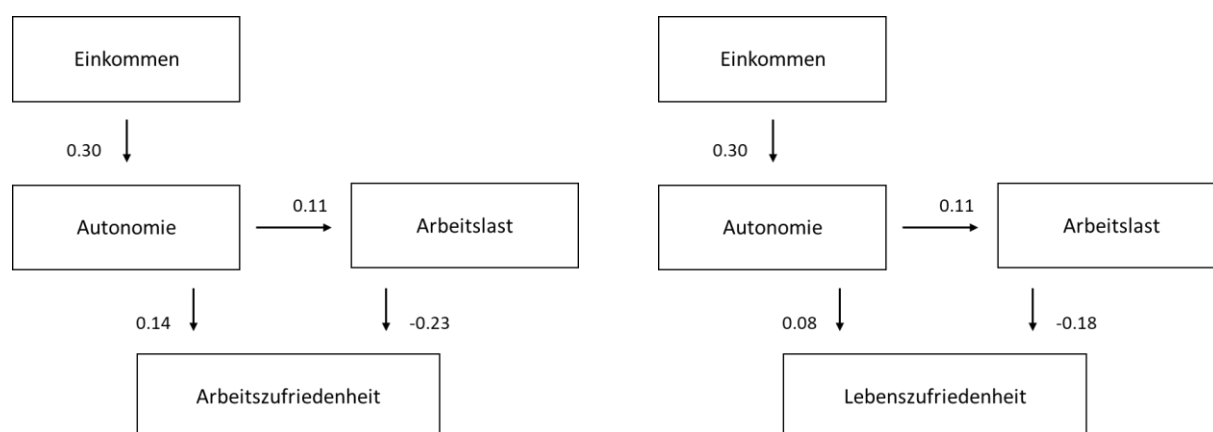 Einkommen
0.30
Autonomie
0.11
Arbeitslast
0.14
-0.23
Arbeitszufriedenheit
Einkommen
0.30
Autonomie
0.11
Arbeitslast
0.08
-0.18
Lebenszufriedenheit